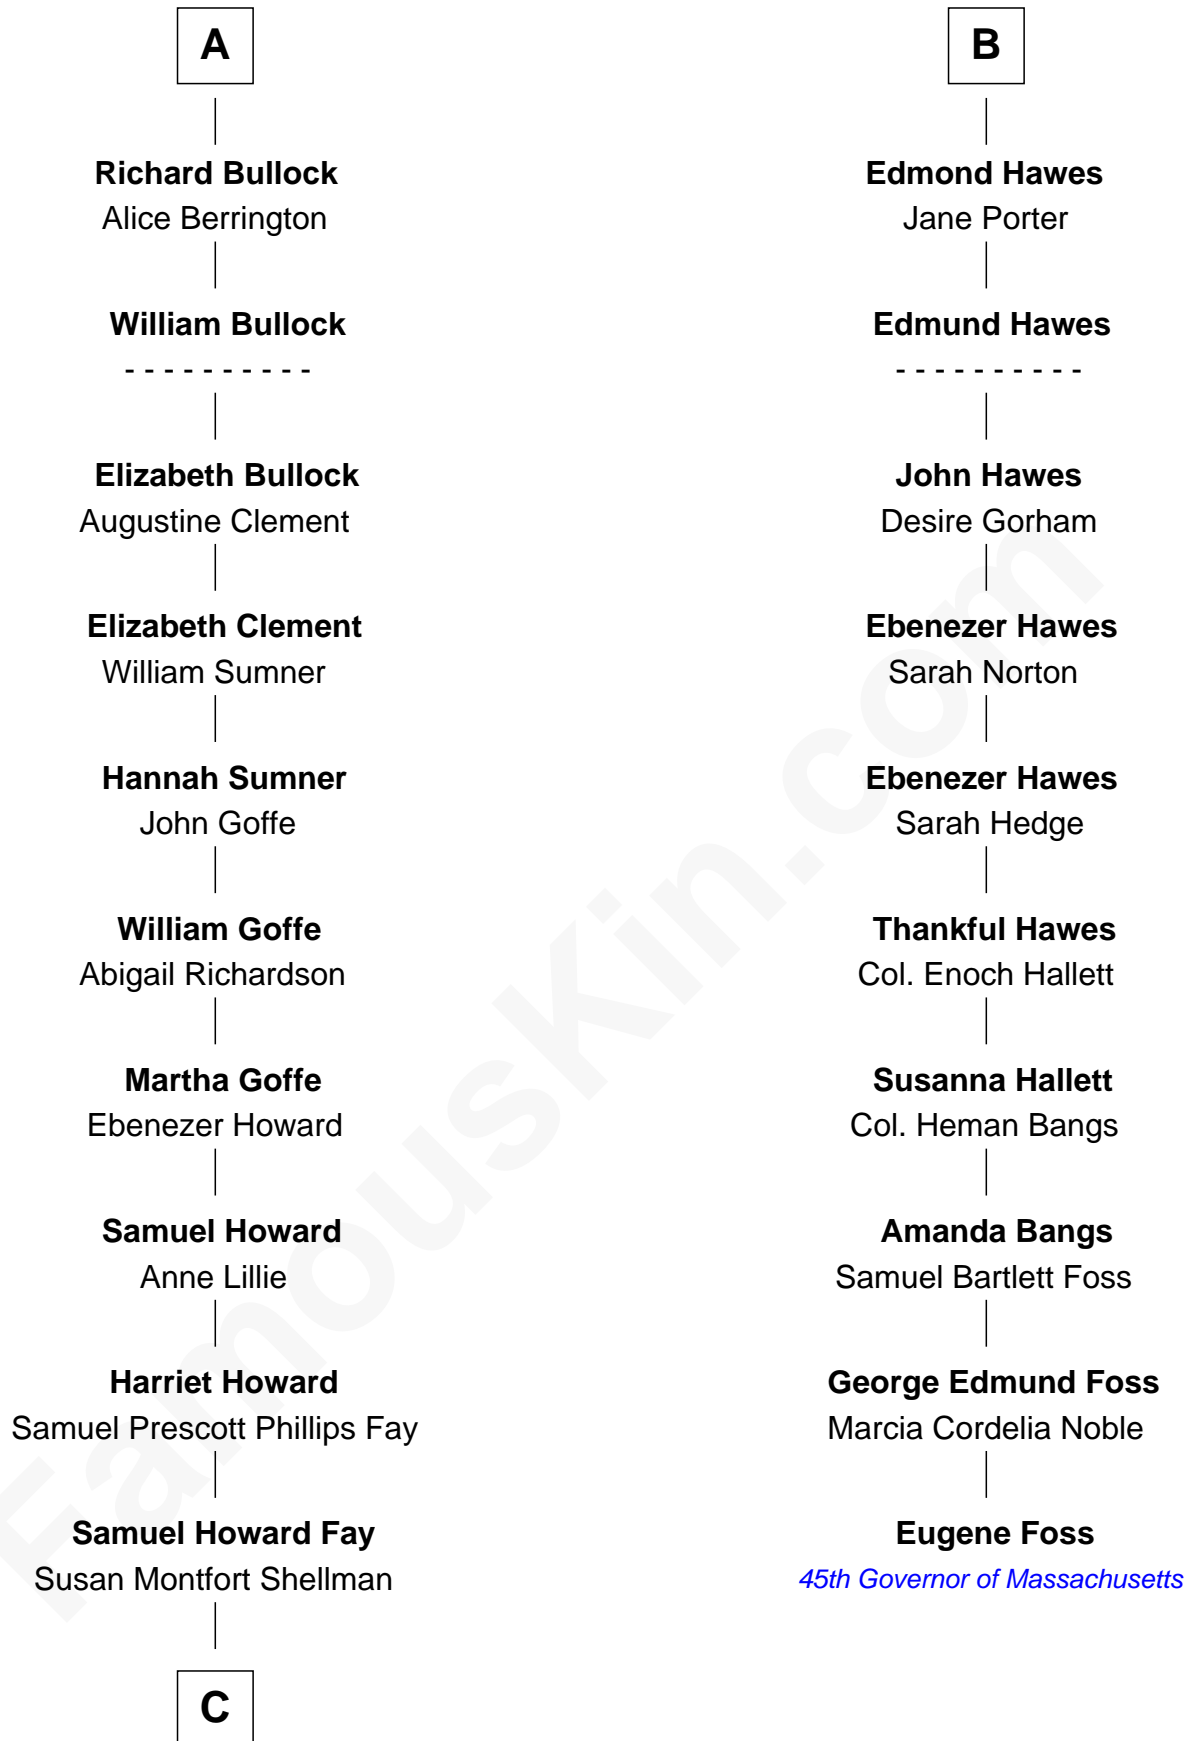 A
Richard Bullock
Alice Berrington
William Bullock
- - - - - - - - - -
Elizabeth Bullock
Augustine Clement
Elizabeth Clement
William Sumner
Hannah Sumner
John Goffe
William Goffe
Abigail Richardson
Martha Goffe
Ebenezer Howard
Samuel Howard
Anne Lillie
Harriet Howard
Samuel Prescott Phillips Fay
Samuel Howard Fay
Susan Montfort Shellman
C
B
Edmond Hawes
Jane Porter
Edmund Hawes
- - - - - - - - - -
John Hawes
Desire Gorham
Ebenezer Hawes
Sarah Norton
Ebenezer Hawes
Sarah Hedge
Thankful Hawes
Col. Enoch Hallett
Susanna Hallett
Col. Heman Bangs
Amanda Bangs
Samuel Bartlett Foss
George Edmund Foss
Marcia Cordelia Noble
Eugene Foss
45th Governor of Massachusetts
FamousKin.com